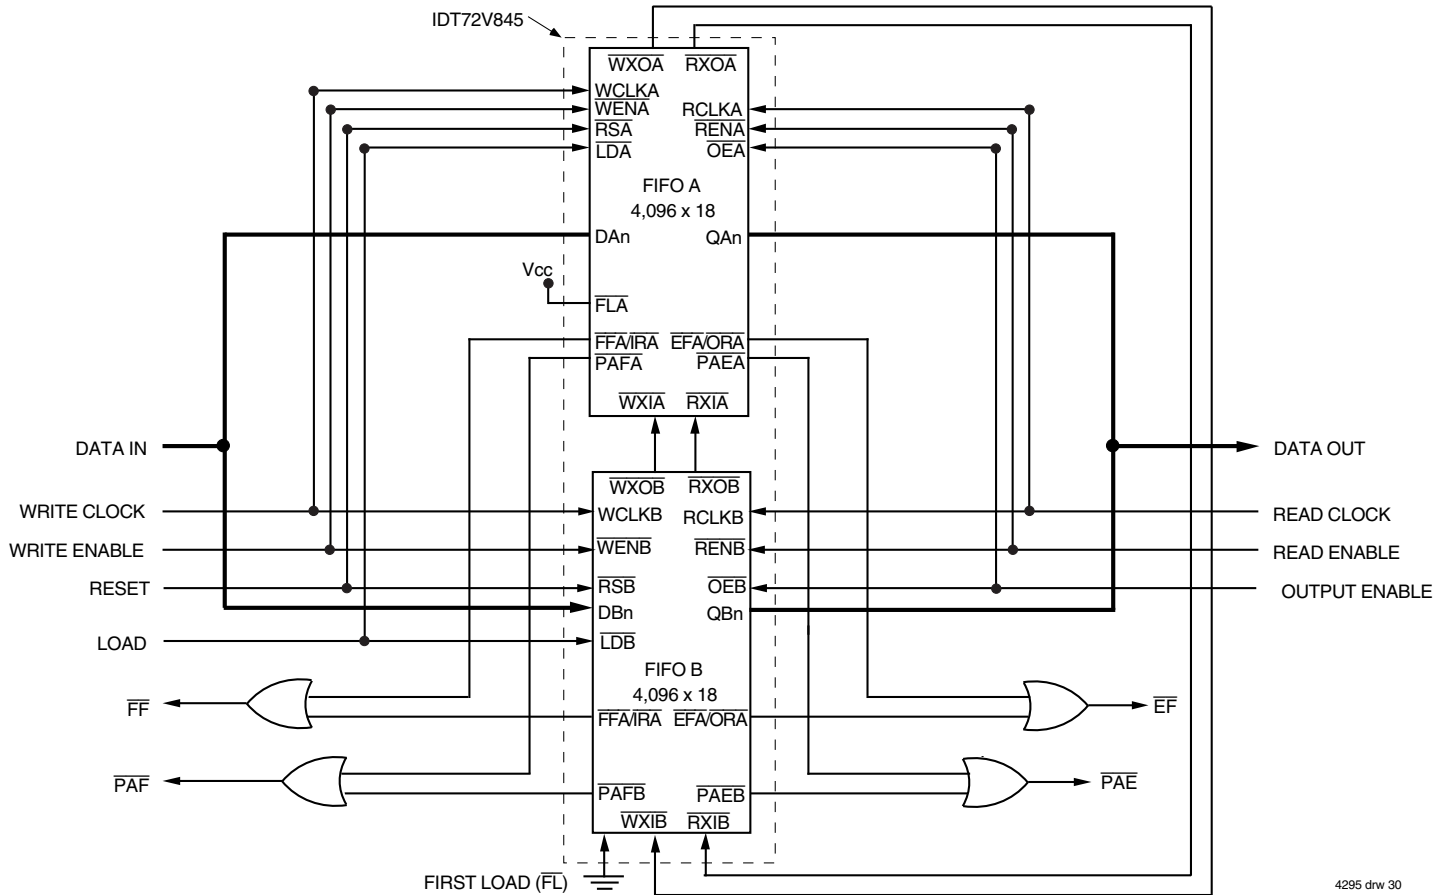 IDT72V845
WXOA RXOA
WCLKA
WENA RCLKA
RSA RENA
LDA OEA
FIFO A
4,096 x 18
DAn QAn
Vcc
FLA
FFA/IRA EFA/ORA
PAFA PAEA
WXIA RXIA
DATA IN DATA OUT
WXOB RXOB
WRITE CLOCK WCLKB RCLKB READ CLOCK
WRITE ENABLE WENB RENB READ ENABLE
RESET RSB OEB OUTPUT ENABLE
DBn QBn
LOAD LDB
FIFO B
4,096 x 18
FF FFA/IRA EFA/ORA EF
PAF PAFB PAEB PAE
WXIB RXIB
FIRST LOAD (FL)
4295 drw 30